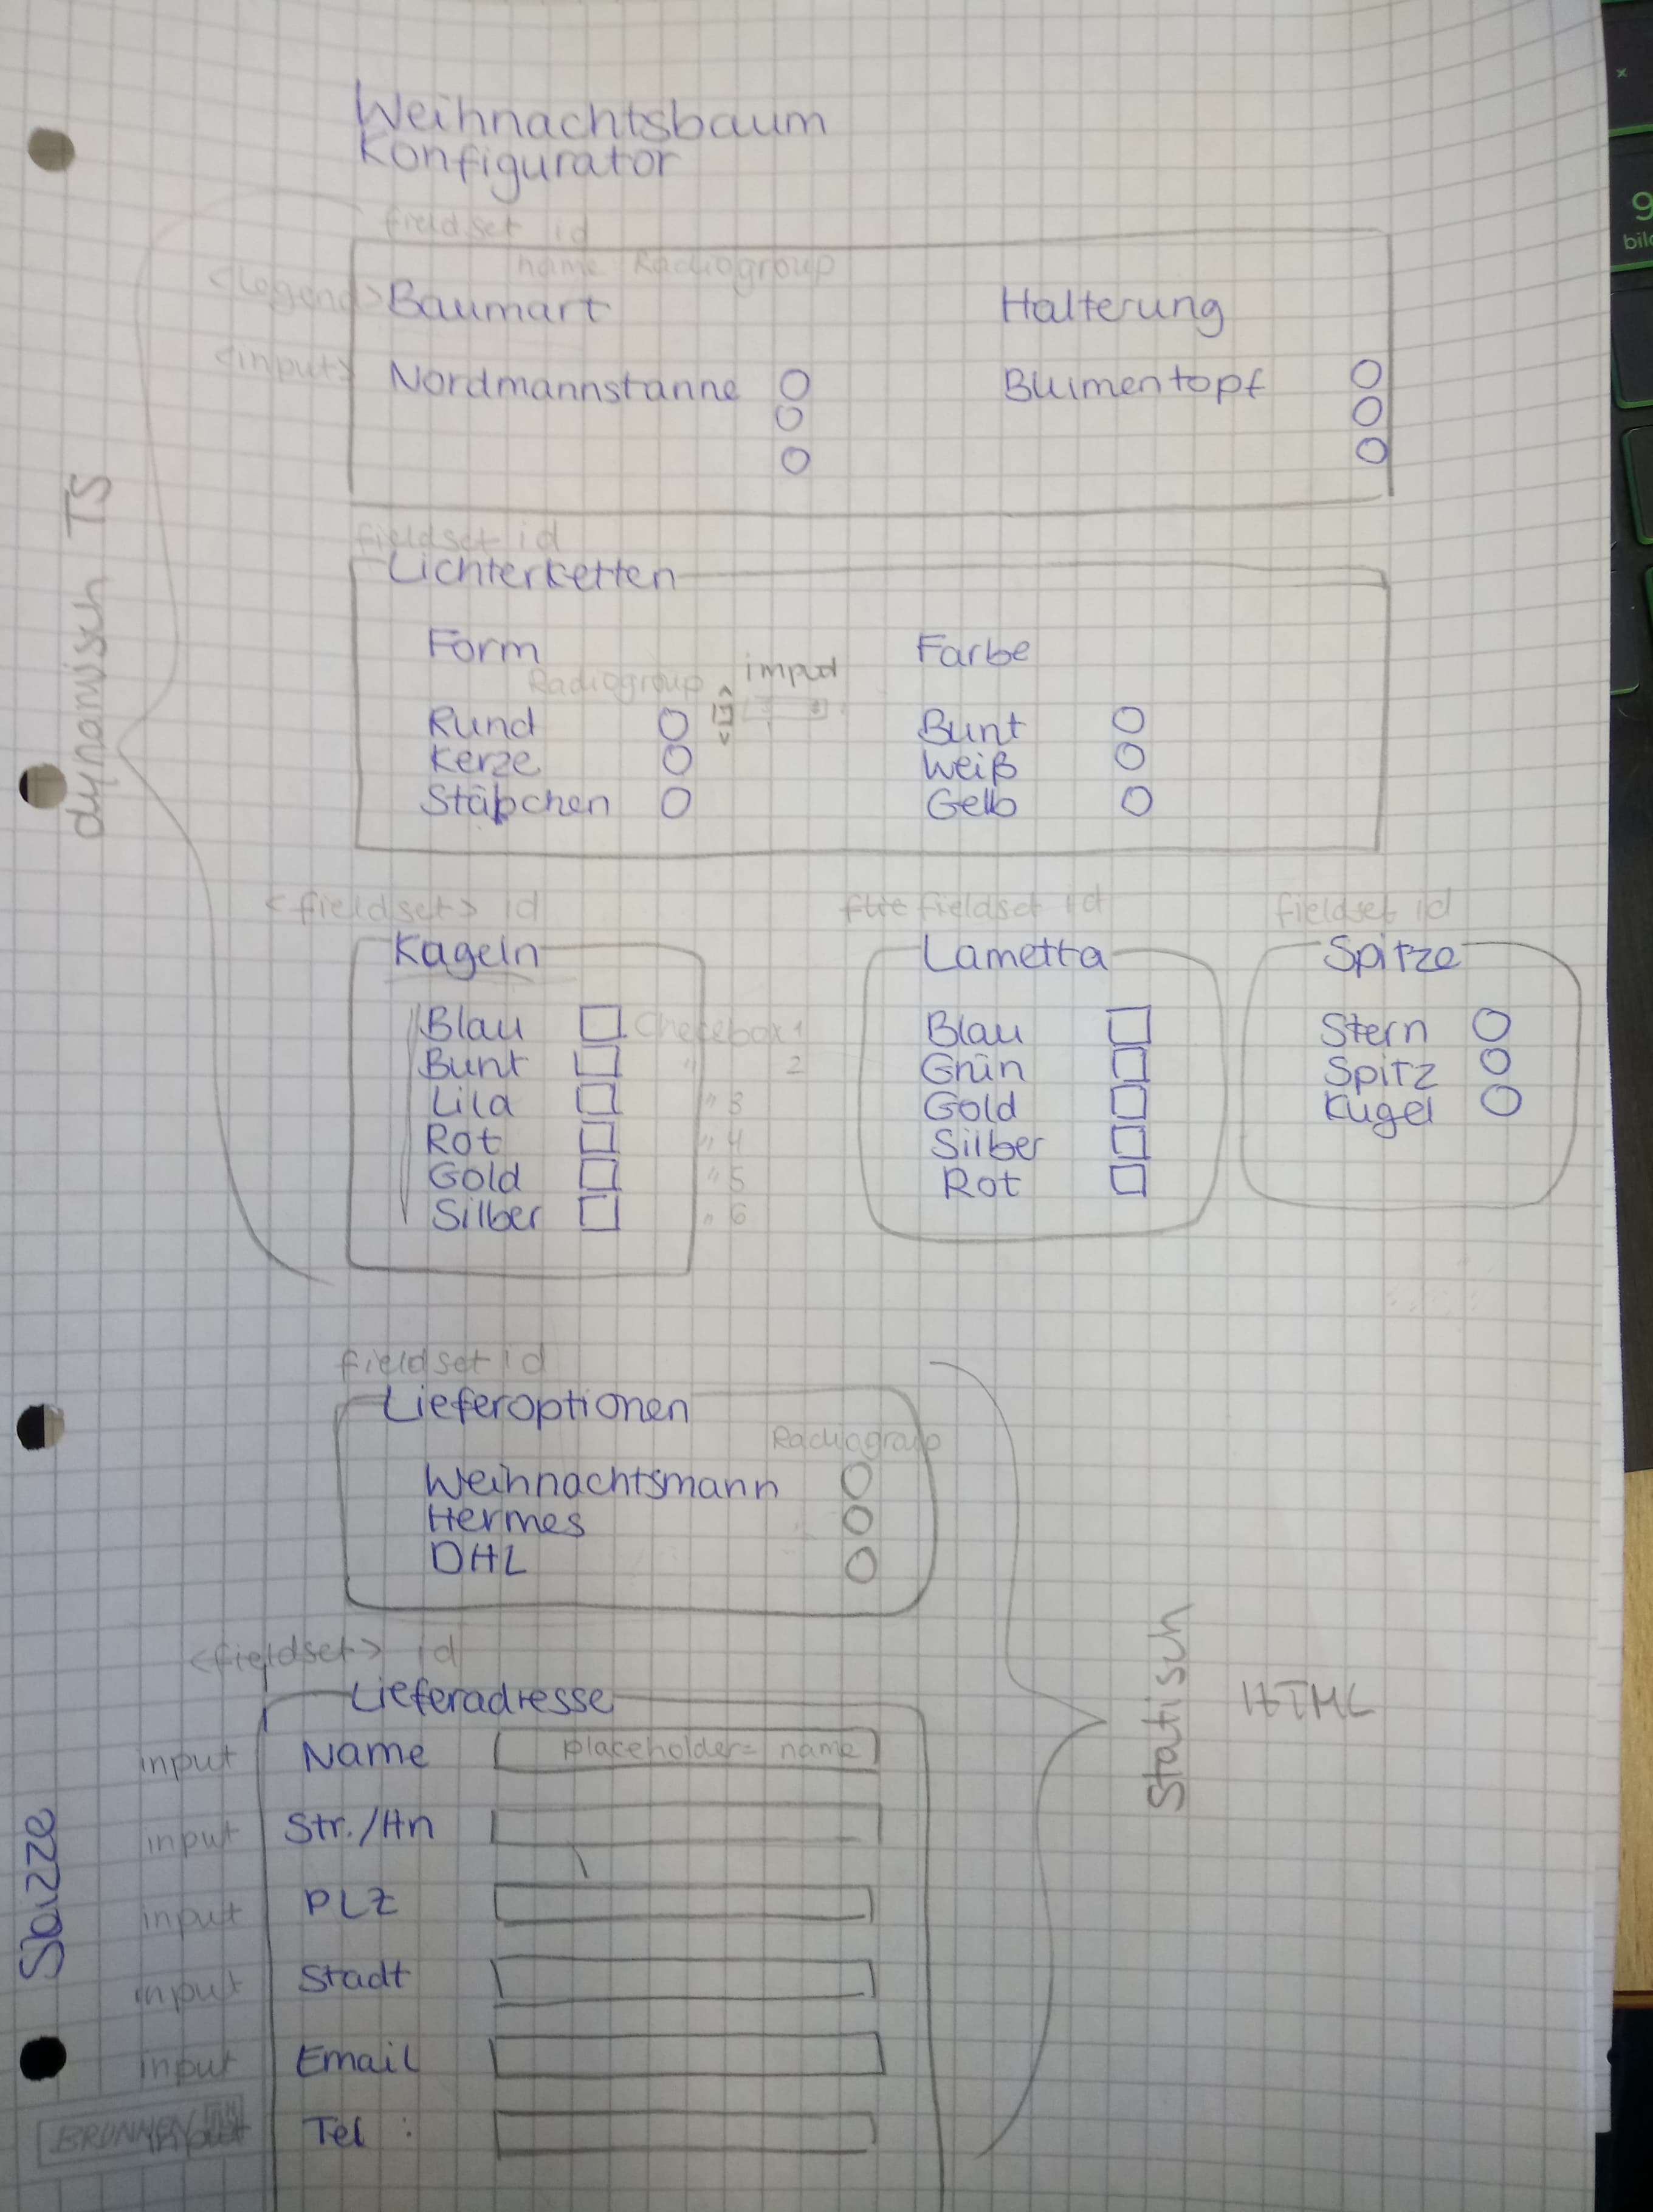 Weihnachtsbaum
Konfigurator
fieldset id
name Radiogroup
<legend> Baumart Halterung
<input> Nordmannstanne Blumentopf
dynamisch TS
fieldset id
Lichterketten
Form Farbe
Radiogroup input
Rund Bunt
Kerze Weiß
Stäbchen Gelb
<fieldset> id fieldset id fieldset id
Kugeln Lametta Spitze
Blau Checkbox 1 Blau Stern
Bunt " 2 Grün Spitz
Lila " 3 Gold Kugel
Rot " 4 Silber
Gold " 5 Rot
Silber " 6
fieldset id
Lieferoptionen
Radiogroup
Weihnachtsmann
Hermes
DHL
Statisch HTML
<fieldset> id
Lieferadresse
input Name placeholder= name
input Str./Hn
input PLZ
input Stadt
input Email
Tel :
Skizze
BRUNNEN
9
bild